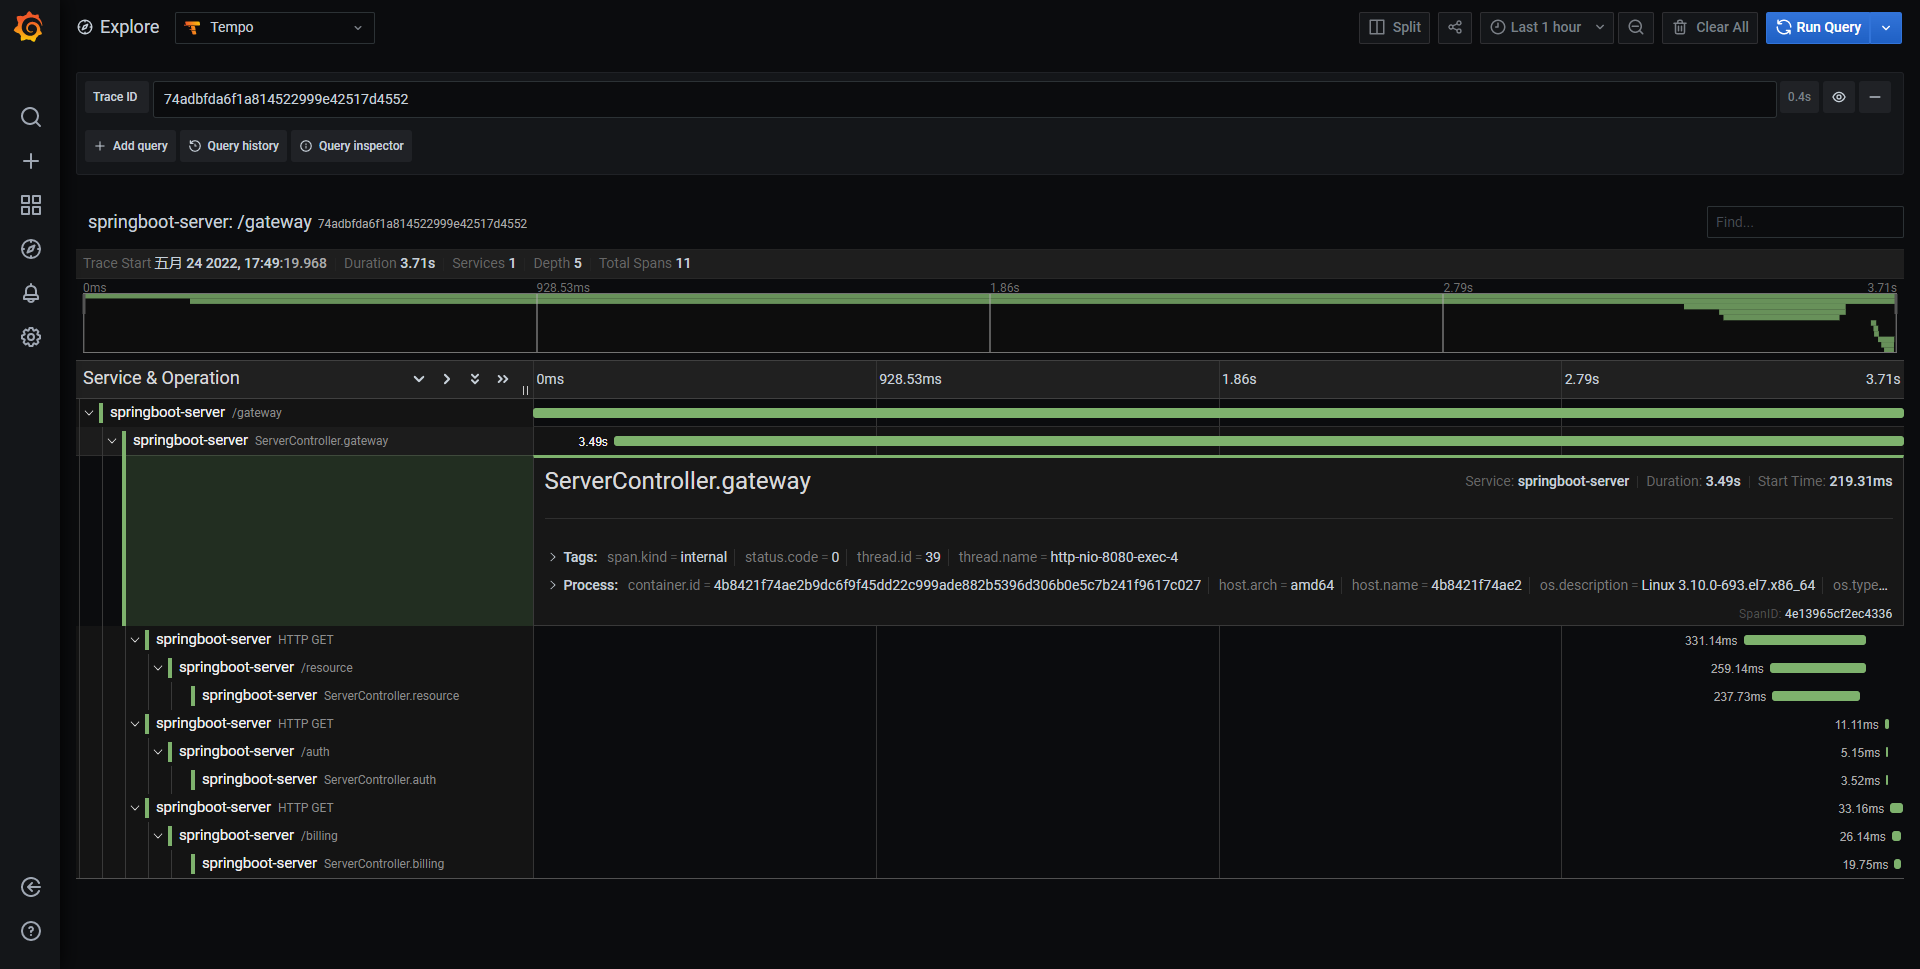 Explore
Tempo
Split
Last 1 hour
Clear All
Run Query
Trace ID
74adbfda6f1a814522999e42517d4552
0.4s
Add query
Query history
Query inspector
springboot-server: /gateway 74adbfda6f1a814522999e42517d4552
Find...
Trace Start 五月 24 2022, 17:49:19.968 Duration 3.71s Services 1 Depth 5 Total Spans 11
0ms 928.53ms 1.86s 2.79s 3.71s
Service & Operation
0ms 928.53ms 1.86s 2.79s 3.71s
springboot-server /gateway
springboot-server ServerController.gateway 3.49s
ServerController.gateway
Service: springboot-server Duration: 3.49s Start Time: 219.31ms
Tags: span.kind = internal status.code = 0 thread.id = 39 thread.name = http-nio-8080-exec-4
Process: container.id = 4b8421f74ae2b9dc6f9f45dd22c999ade882b5396d306b0e5c7b241f9617c027 host.arch = amd64 host.name = 4b8421f74ae2 os.description = Linux 3.10.0-693.el7.x86_64 os.type...
SpanID: 4e13965cf2ec4336
springboot-server HTTP GET 331.14ms
springboot-server /resource 259.14ms
springboot-server ServerController.resource 237.73ms
springboot-server HTTP GET 11.11ms
springboot-server /auth 5.15ms
springboot-server ServerController.auth 3.52ms
springboot-server HTTP GET 33.16ms
springboot-server /billing 26.14ms
springboot-server ServerController.billing 19.75ms